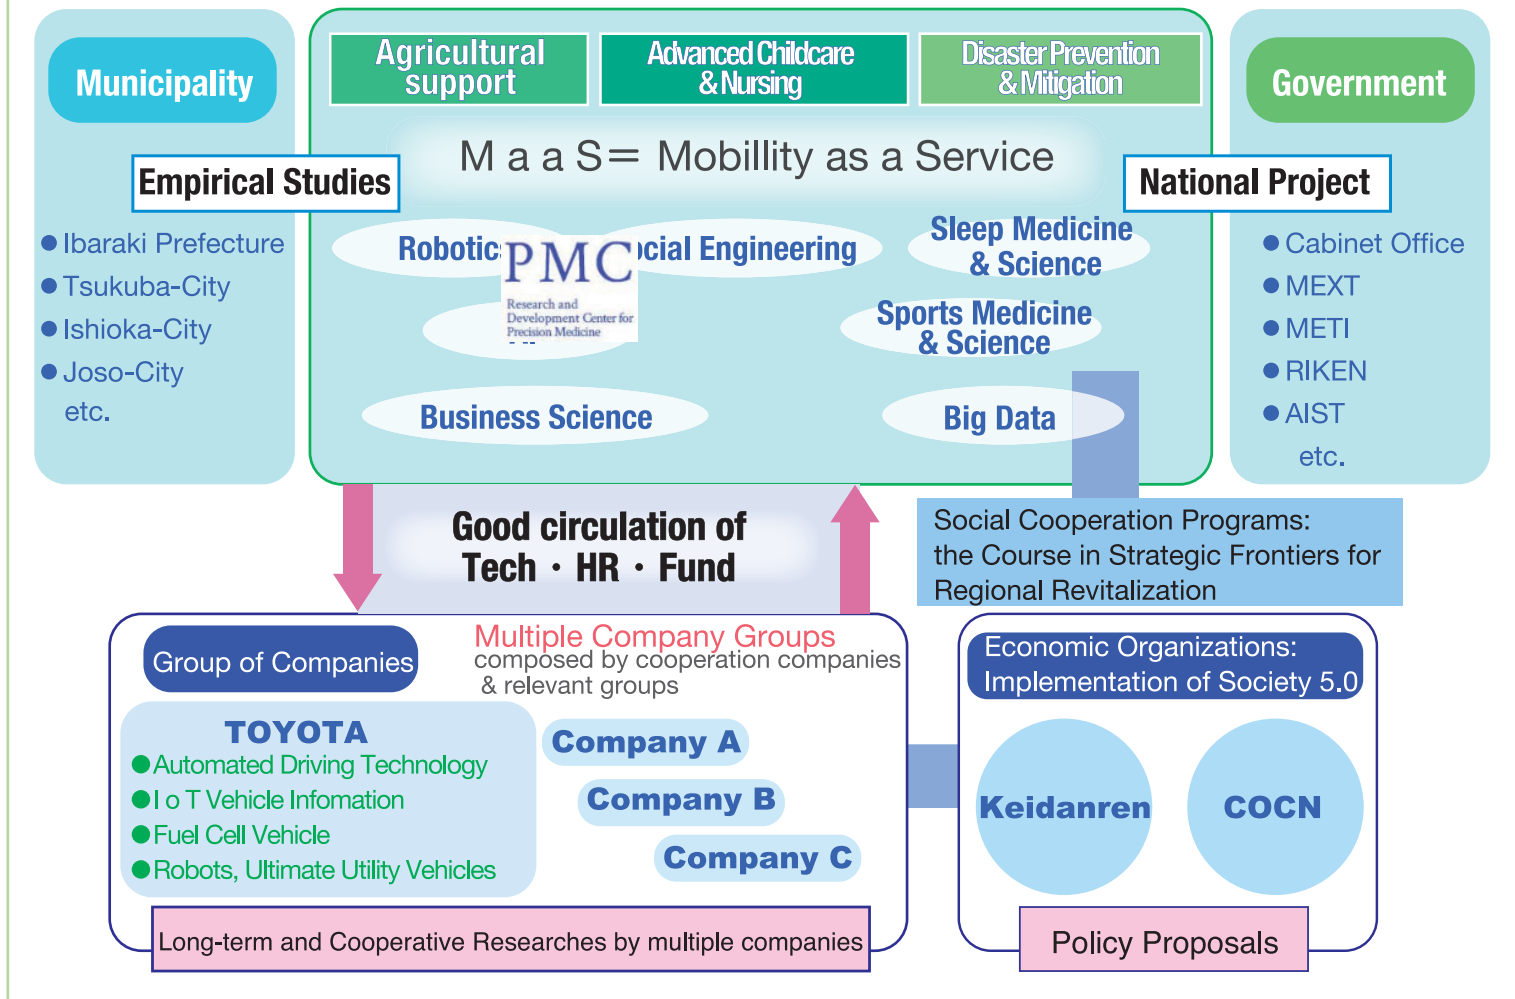 Municipality
Agricultural
support
Advanced Childcare
& Nursing
Disaster Prevention
& Mitigation
Government
M a a S = Mobillity as a Service
Empirical Studies
National Project
Ibaraki Prefecture
Tsukuba-City
Ishioka-City
Joso-City
etc.
Robotic
PMC
Research and
Development Center for
Precision Medicine
ocial Engineering
Sleep Medicine
& Science
Sports Medicine
& Science
Business Science
Big Data
Cabinet Office
MEXT
METI
RIKEN
AIST
etc.
Good circulation of
Tech・HR・Fund
Social Cooperation Programs:
the Course in Strategic Frontiers for
Regional Revitalization
Group of Companies
Multiple Company Groups
composed by cooperation companies
& relevant groups
TOYOTA
Automated Driving Technology
I o T Vehicle Infomation
Fuel Cell Vehicle
Robots, Ultimate Utility Vehicles
Company A
Company B
Company C
Long-term and Cooperative Researches by multiple companies
Economic Organizations:
Implementation of Society 5.0
Keidanren
COCN
Policy Proposals